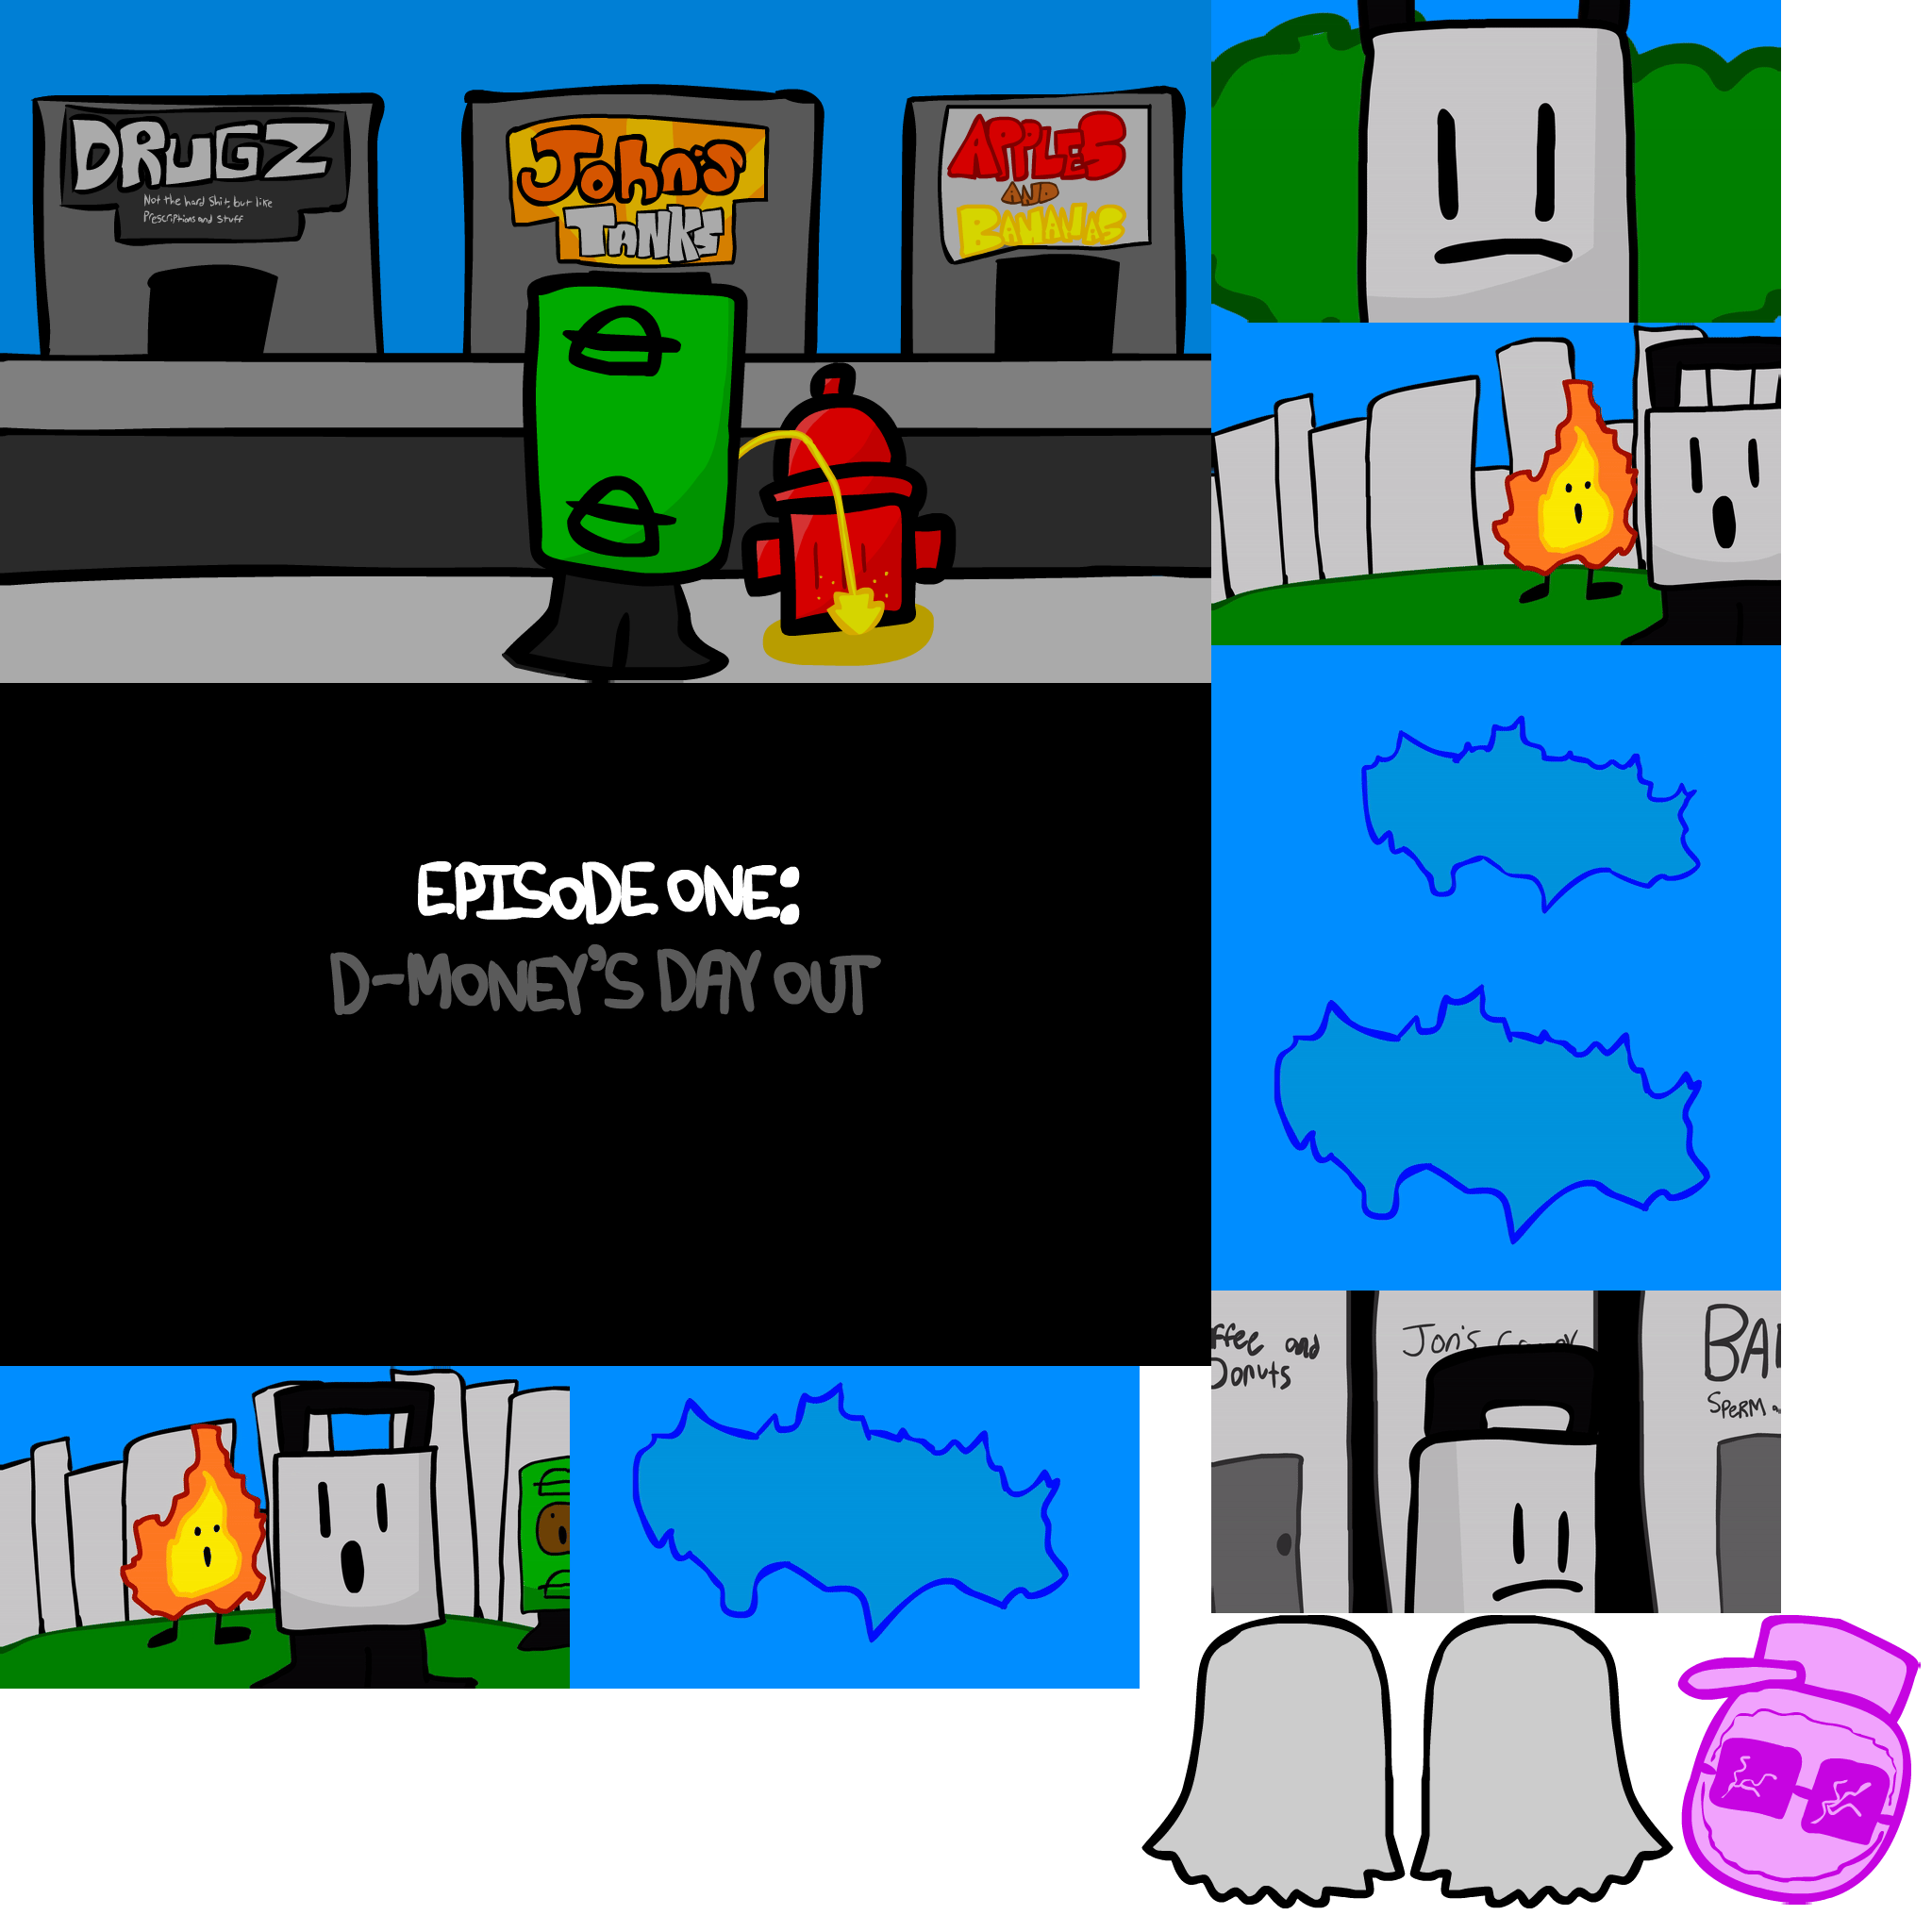 DRUGZ
Not the hard Shit but like
Prescriptions and stuff
John's
Tanks
APPLES
AND
BANANAS
EPISODE ONE:
D-MONEY'S DAY OUT
ffee and
Donuts
Jon's
BA
SPERM